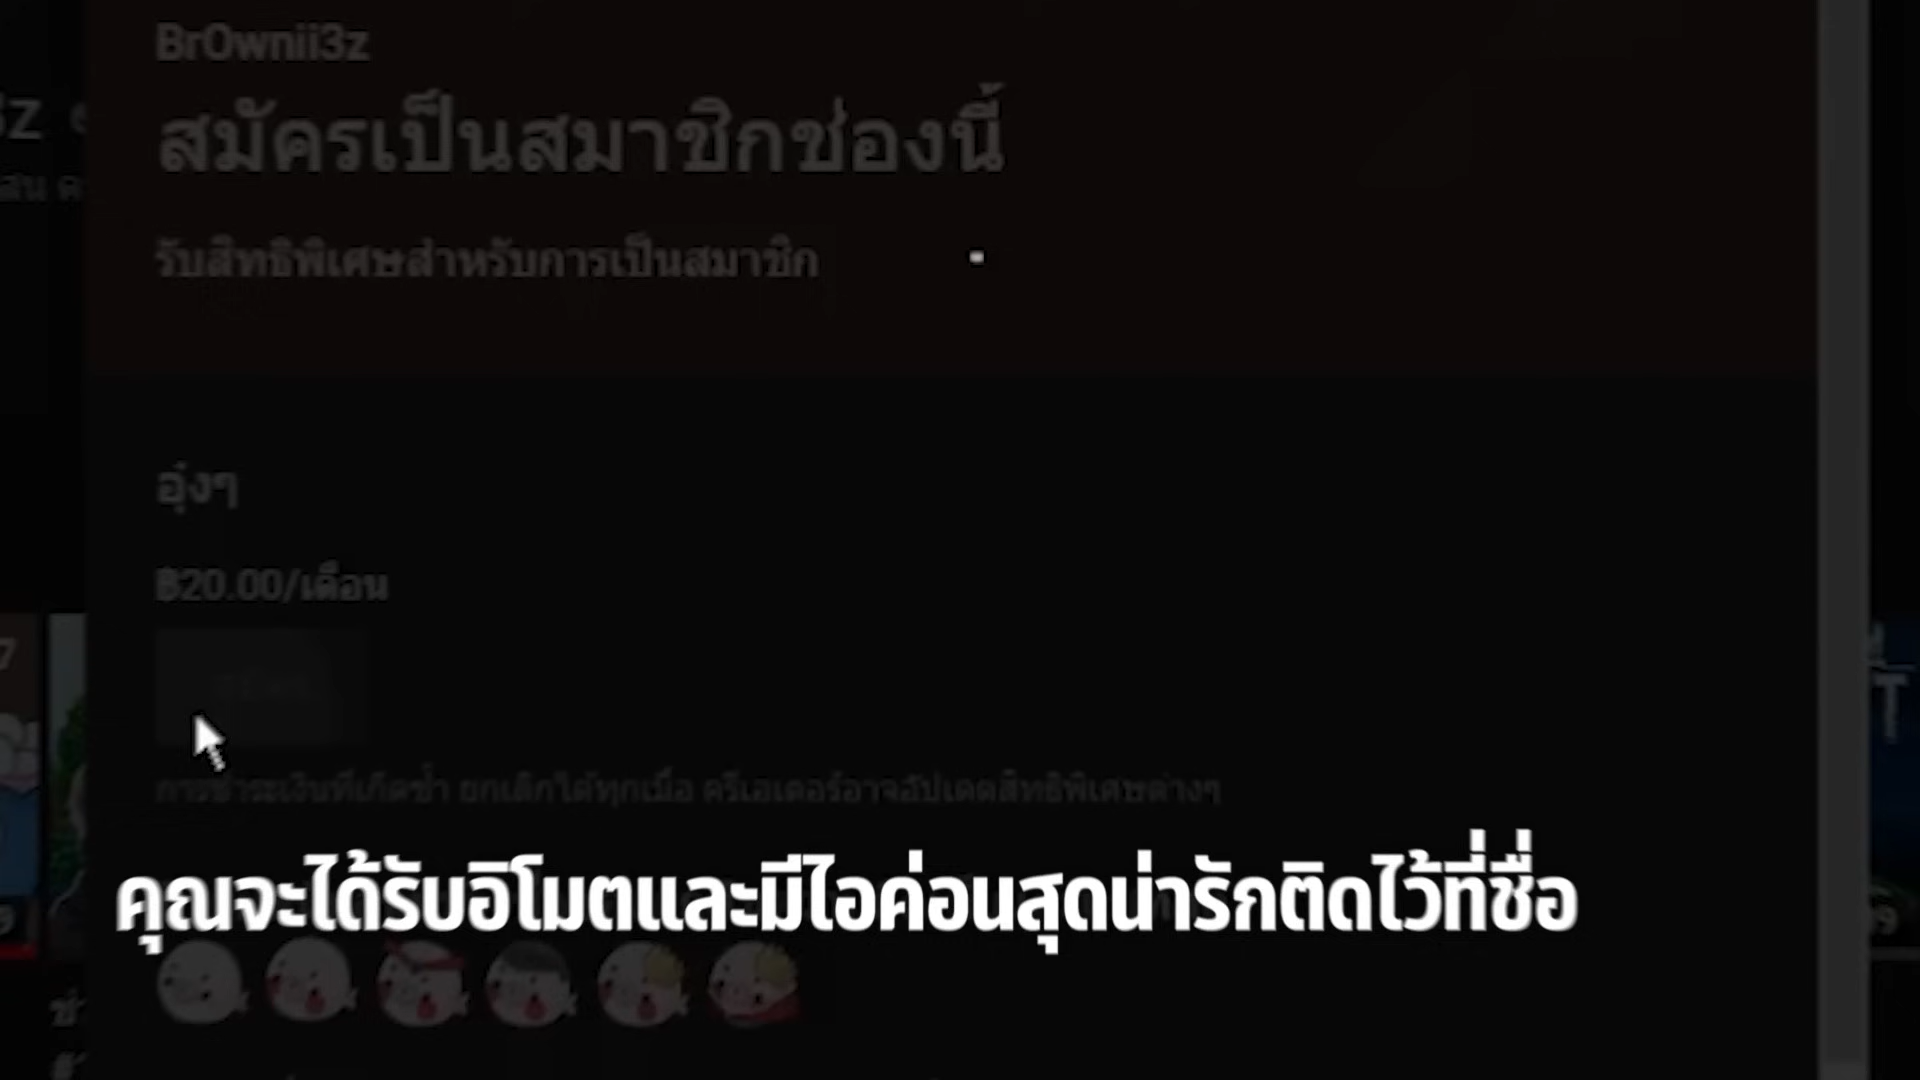 BrOwnii3z
สมัครเป็นสมาชิกช่องนี้
รับสิทธิพิเศษสำหรับการเป็นสมาชิก
อุ๋งๆ
฿20.00/เดือน
การชำระเงินที่เกิดซ้ำ ยกเลิกได้ทุกเมื่อ ครีเอเตอร์อาจอัปเดตสิทธิพิเศษต่างๆ
คุณจะได้รับอิโมตและมีไอค่อนสุดน่ารักติดไว้ที่ชื่อ